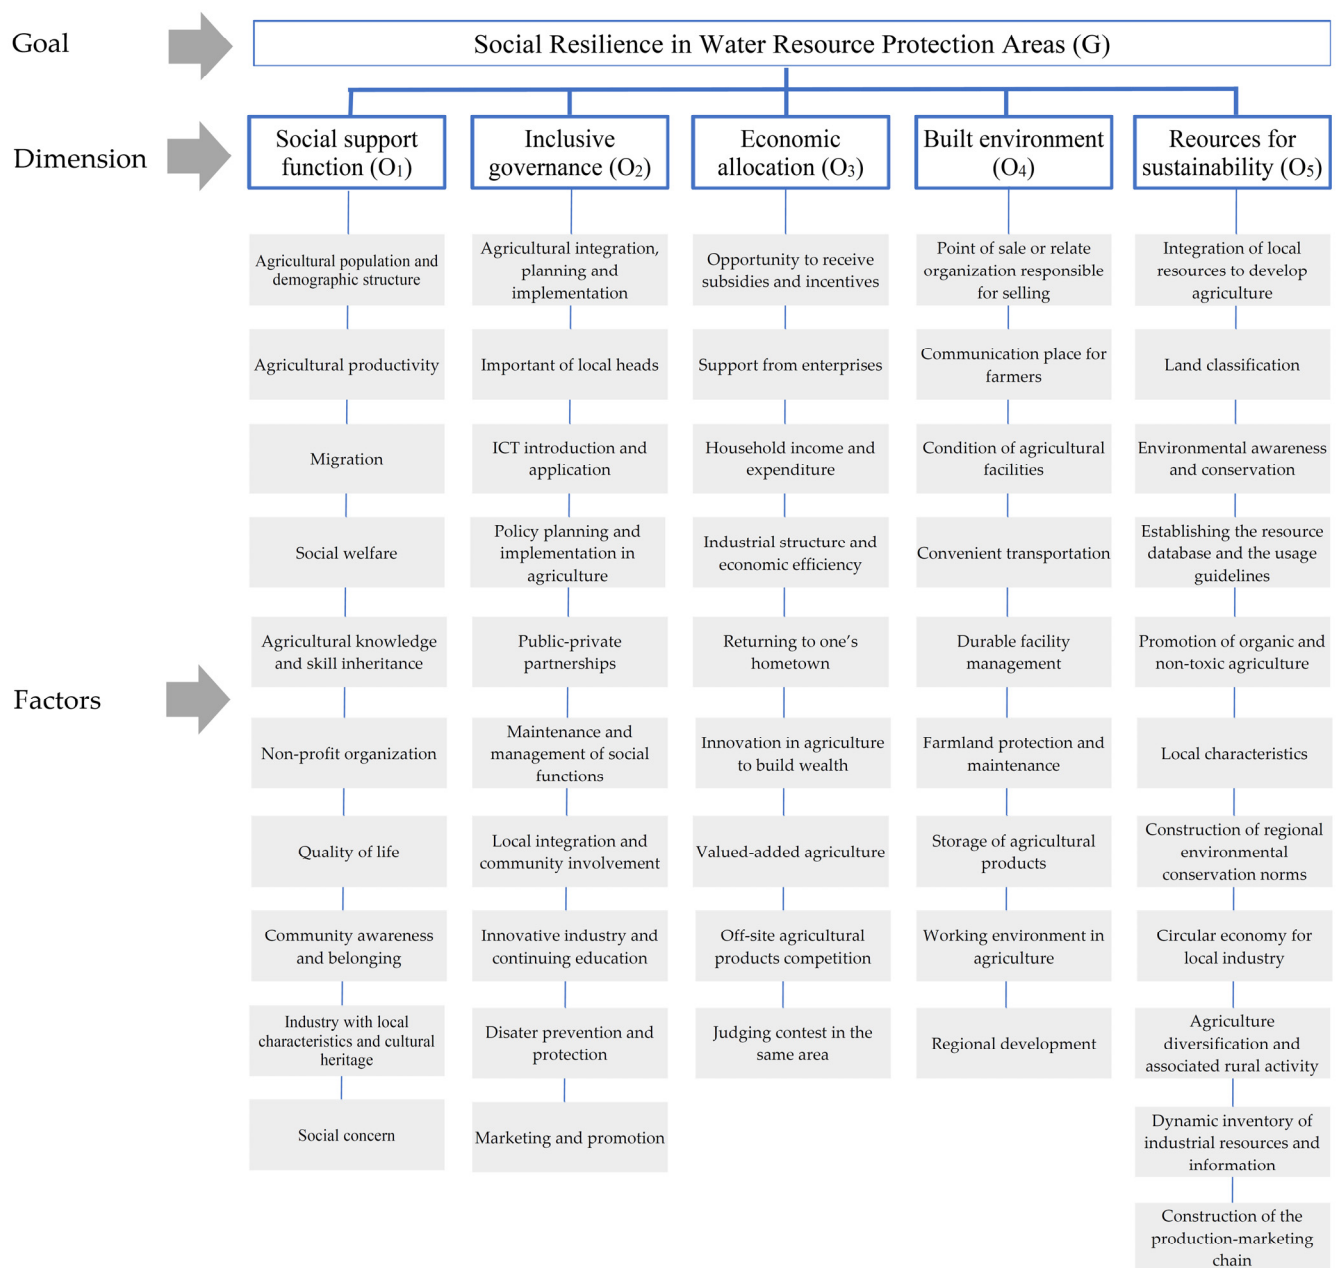 Goal
Social Resilience in Water Resource Protection Areas (G)
Dimension
Social support
function (O1)
Inclusive
governance (O2)
Economic
allocation (O3)
Built environment
(O4)
Reources for
sustainability (O5)
Factors
Agricultural population and
demographic structure
Agricultural productivity
Migration
Social welfare
Agricultural knowledge
and skill inheritance
Non-profit organization
Quality of life
Community awareness
and belonging
Industry with local
characteristics and cultural
heritage
Social concern
Agricultural integration,
planning and
implementation
Important of local heads
ICT introduction and
application
Policy planning and
implementation in
agriculture
Public-private
partnerships
Maintenance and
management of social
functions
Local integration and
community involvement
Innovative industry and
continuing education
Disater prevention and
protection
Marketing and promotion
Opportunity to receive
subsidies and incentives
Support from enterprises
Household income and
expenditure
Industrial structure and
economic efficiency
Returning to one’s
hometown
Innovation in agriculture
to build wealth
Valued-added agriculture
Off-site agricultural
products competition
Judging contest in the
same area
Point of sale or relate
organization responsible
for selling
Communication place for
farmers
Condition of agricultural
facilities
Convenient transportation
Durable facility
management
Farmland protection and
maintenance
Storage of agricultural
products
Working environment in
agriculture
Regional development
Integration of local
resources to develop
agriculture
Land classification
Environmental awareness
and conservation
Establishing the resource
database and the usage
guidelines
Promotion of organic and
non-toxic agriculture
Local characteristics
Construction of regional
environmental
conservation norms
Circular economy for
local industry
Agriculture
diversification and
associated rural activity
Dynamic inventory of
industrial resources and
information
Construction of the
production-marketing
chain